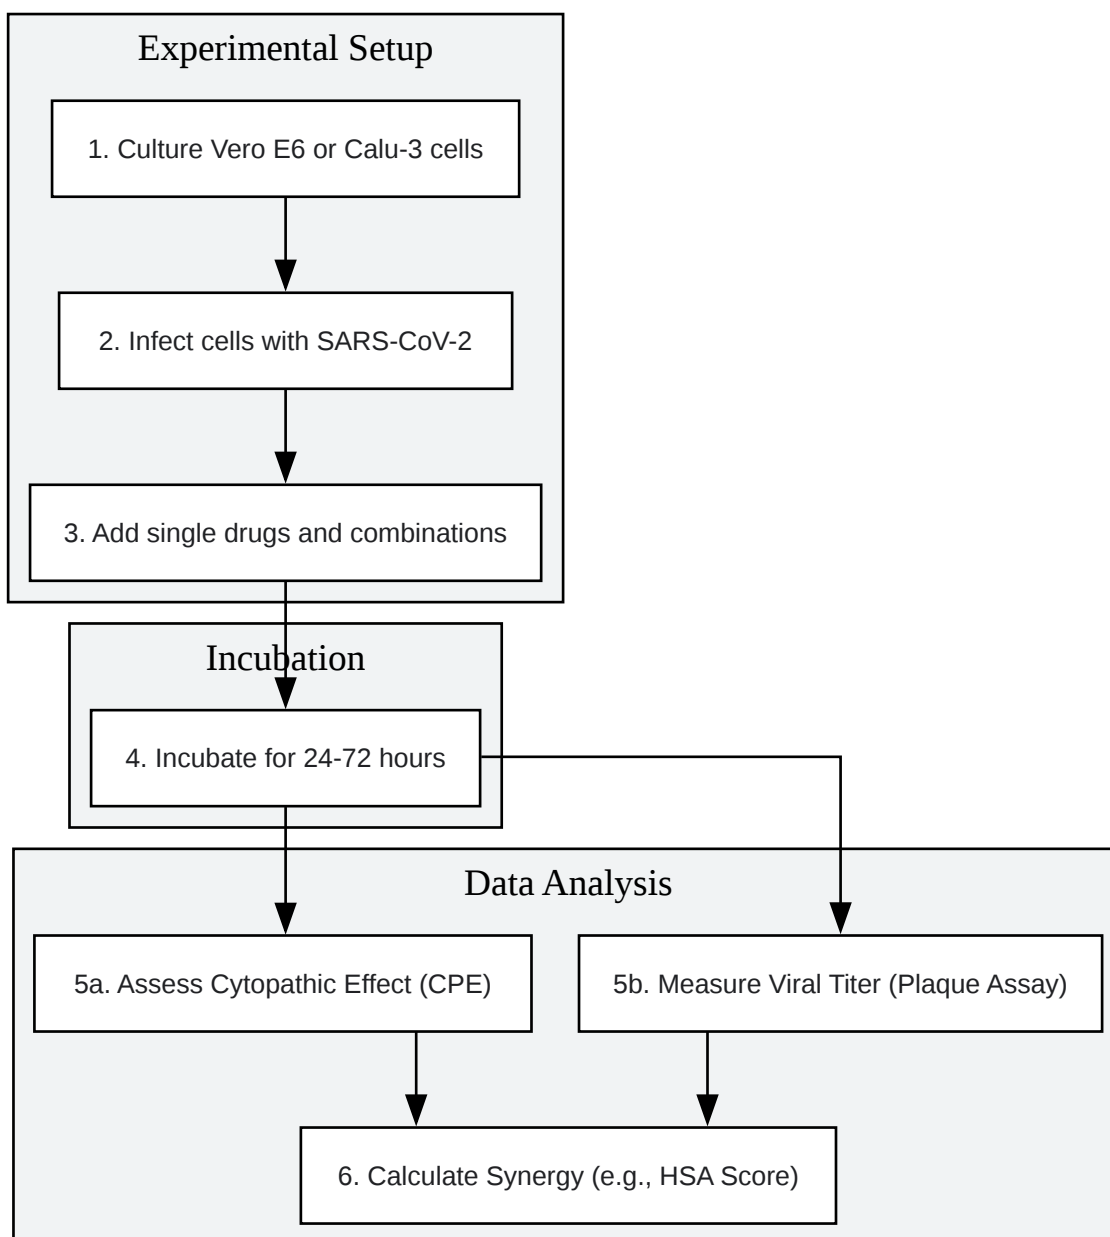 Experimental Setup
1. Culture Vero E6 or Calu-3 cells
2. Infect cells with SARS-CoV-2
3. Add single drugs and combinations
Incubation
4. Incubate for 24-72 hours
Data Analysis
5a. Assess Cytopathic Effect (CPE)
5b. Measure Viral Titer (Plaque Assay)
6. Calculate Synergy (e.g., HSA Score)